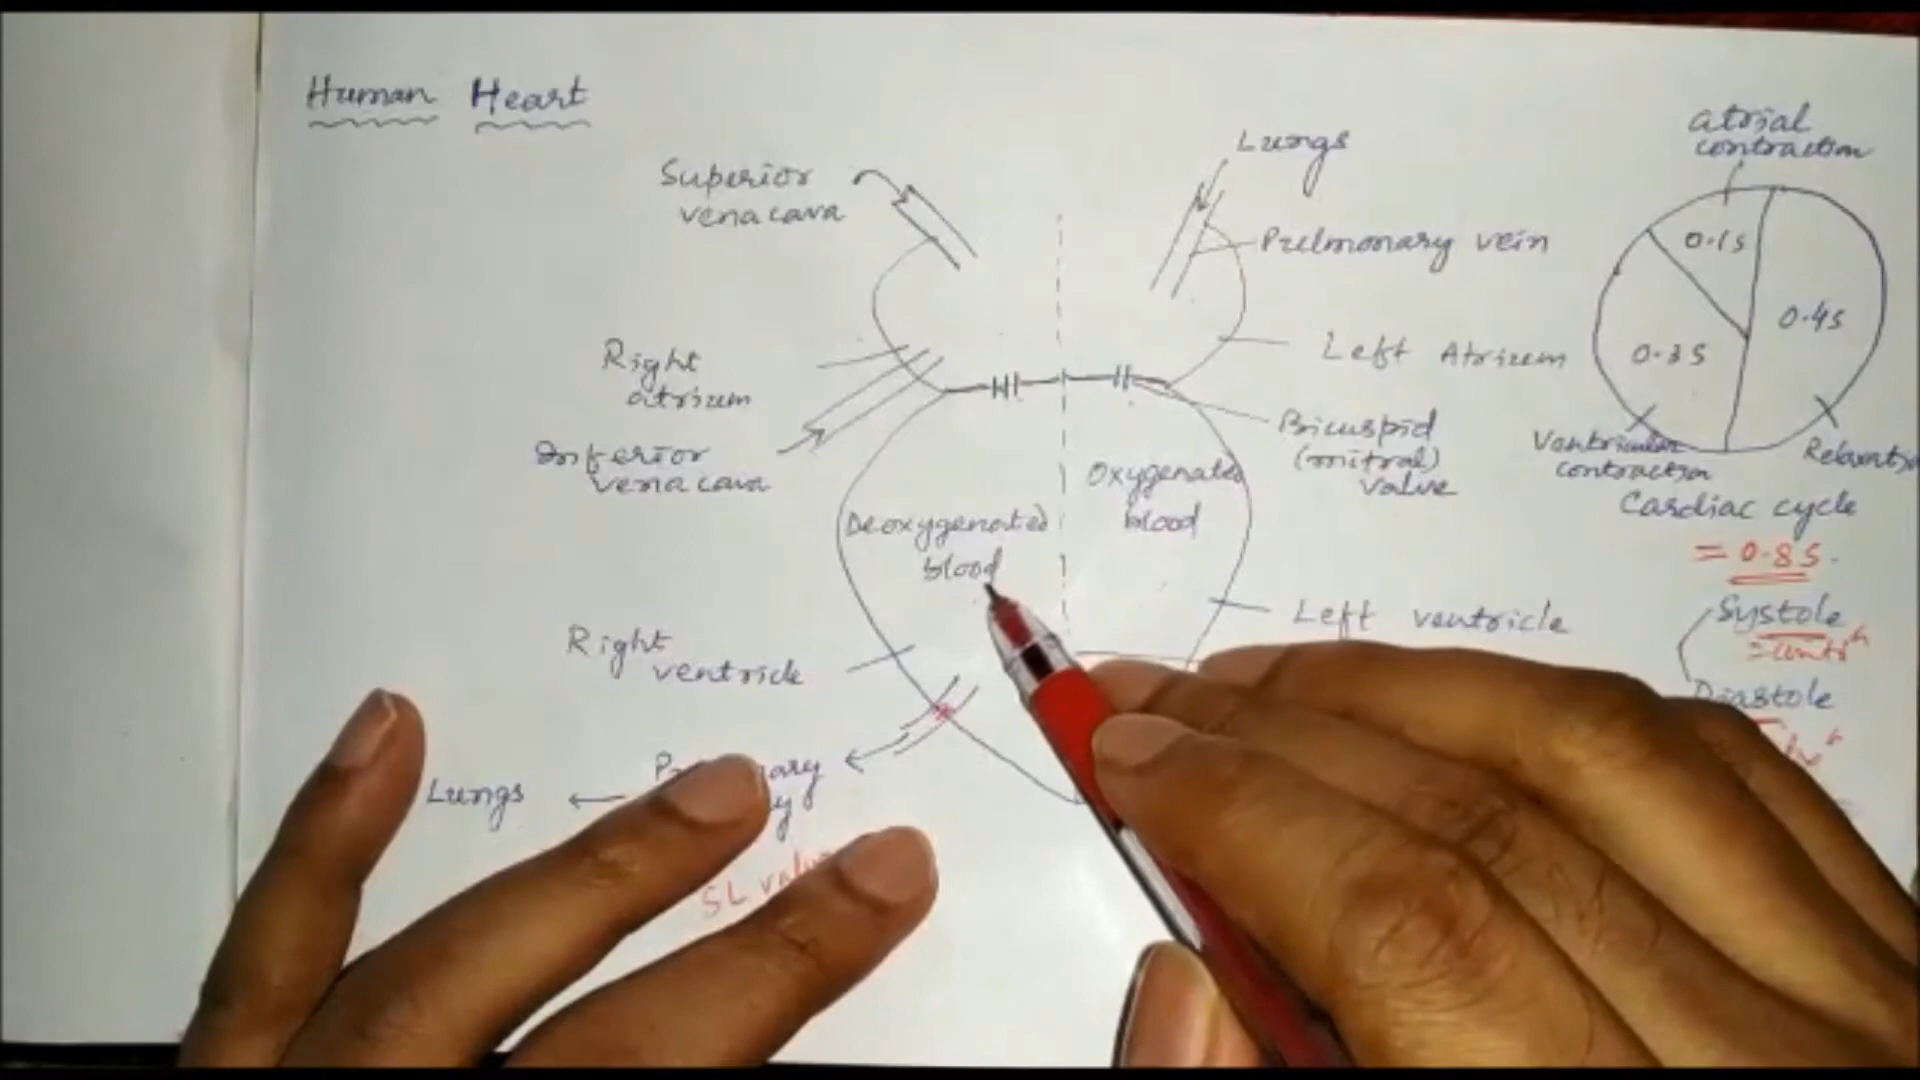 Human Heart
Superior
vena cava
Lungs
Pulmonary vein
Right
atrium
Left Atrium
Inferior
vena cava
Bicuspid
(mitral)
valve
Oxygenated
blood
Deoxygenated
blood
Right
ventricle
Left ventricle
Lungs
SL
atrial
contraction
0.1s
0.4s
0.3s
Ventricular
contraction
Cardiac cycle
= 0.8s.
Systole
Diastole